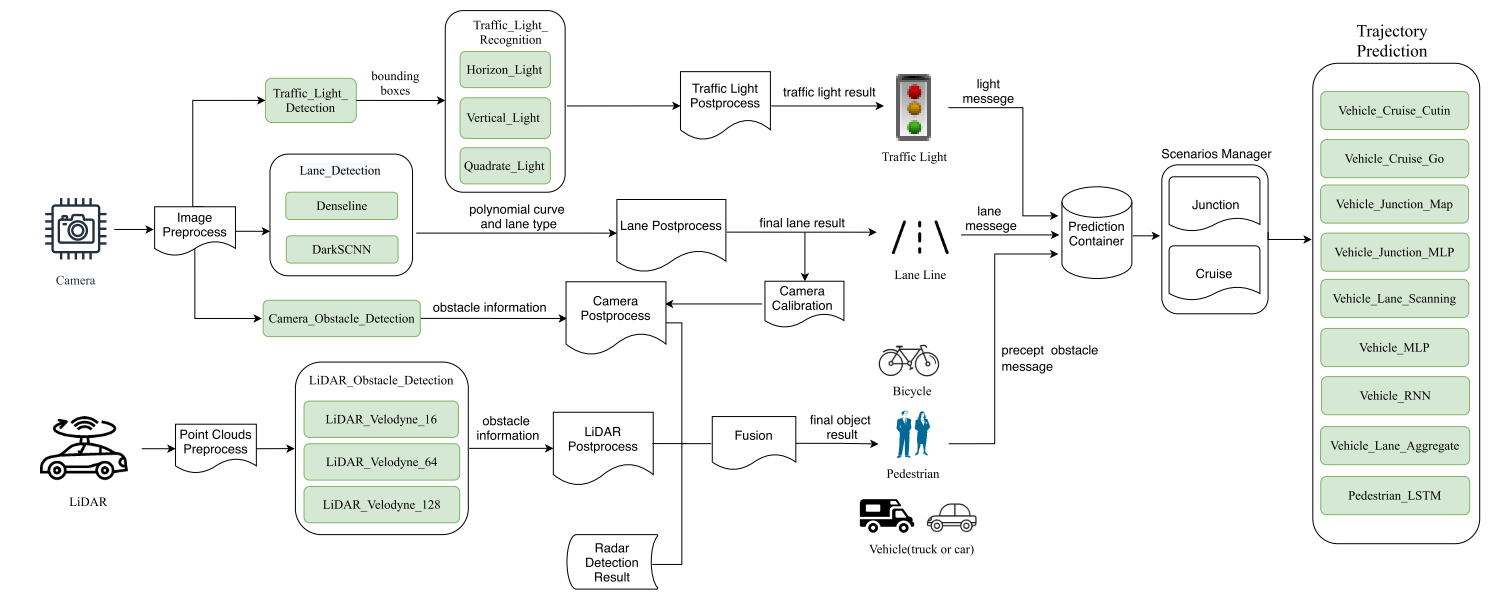 Traffic_Light_
Recognition
Horizon_Light
Vertical_Light
Quadrate_Light
Traffic_Light_
Detection
bounding
boxes
Traffic Light
Postprocess
traffic light result
Traffic Light
light
messege
Trajectory
Prediction
Vehicle_Cruise_Cutin
Vehicle_Cruise_Go
Vehicle_Junction_Map
Vehicle_Junction_MLP
Vehicle_Lane_Scanning
Vehicle_MLP
Vehicle_RNN
Vehicle_Lane_Aggregate
Pedestrian_LSTM
Scenarios Manager
Junction
Cruise
Prediction
Container
Camera
Image
Preprocess
Lane_Detection
Denseline
DarkSCNN
polynomial curve
and lane type
Lane Postprocess
final lane result
Lane Line
lane
messege
Camera
Calibration
Camera_Obstacle_Detection
obstacle information
Camera
Postprocess
Bicycle
precept obstacle
message
LiDAR
Point Clouds
Preprocess
LiDAR_Obstacle_Detection
LiDAR_Velodyne_16
LiDAR_Velodyne_64
LiDAR_Velodyne_128
obstacle
information
LiDAR
Postprocess
Fusion
final object
result
Pedestrian
Vehicle(truck or car)
Radar
Detection
Result